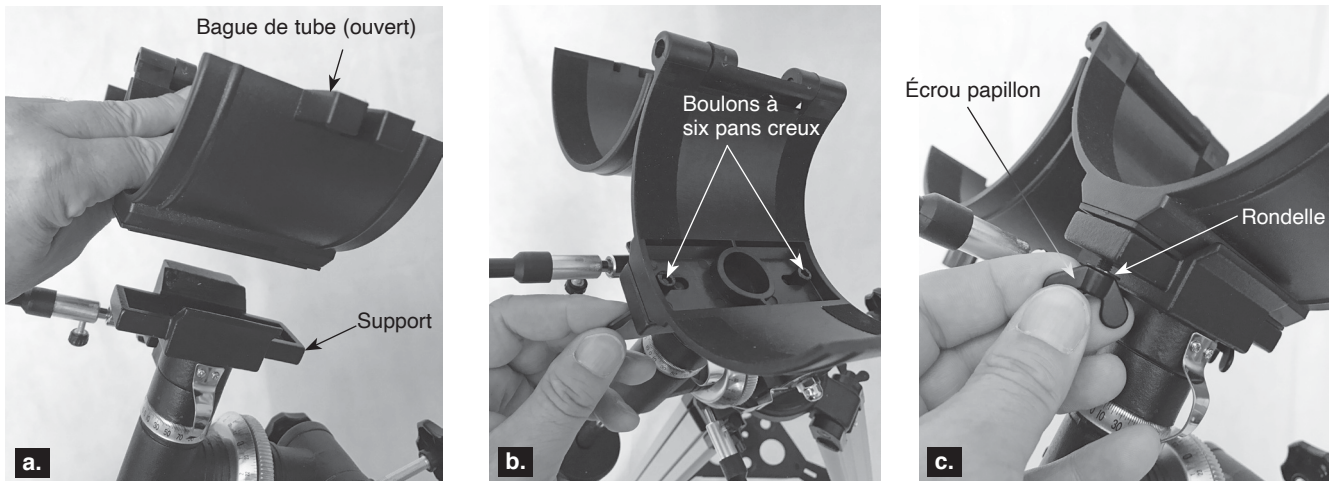 Bague de tube (ouvert)
Support
a.
Boulons à
six pans creux
b.
Écrou papillon
Rondelle
c.